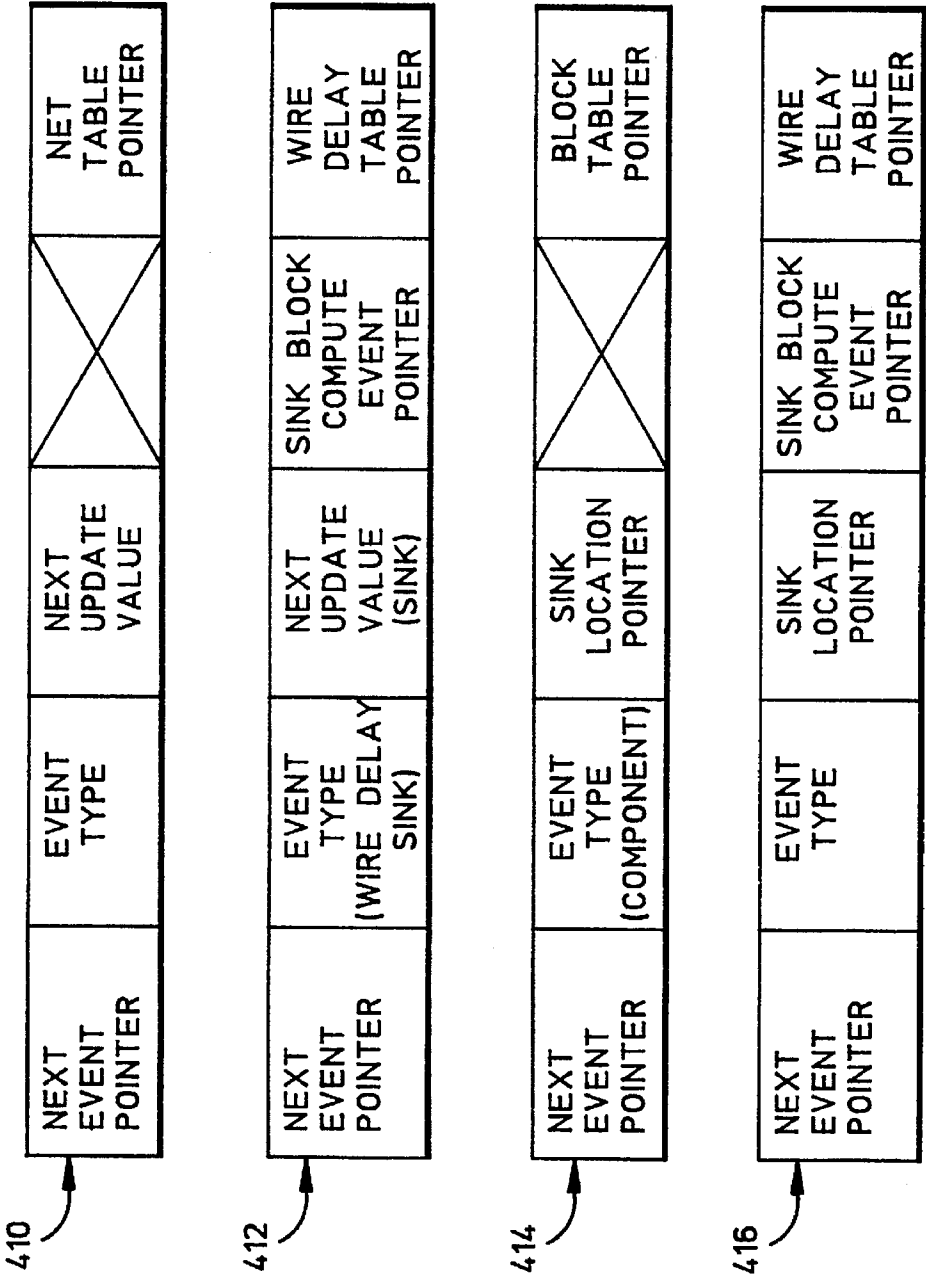 410
NEXT
EVENT
POINTER
EVENT
TYPE
NEXT
UPDATE
VALUE
NET
TABLE
POINTER
412
NEXT
EVENT
POINTER
EVENT
TYPE
(WIRE DELAY
SINK)
NEXT
UPDATE
VALUE
(SINK)
SINK BLOCK
COMPUTE
EVENT
POINTER
WIRE
DELAY
TABLE
POINTER
414
NEXT
EVENT
POINTER
EVENT
TYPE
(COMPONENT)
SINK
LOCATION
POINTER
BLOCK
TABLE
POINTER
416
NEXT
EVENT
POINTER
EVENT
TYPE
SINK
LOCATION
POINTER
SINK BLOCK
COMPUTE
EVENT
POINTER
WIRE
DELAY
TABLE
POINTER